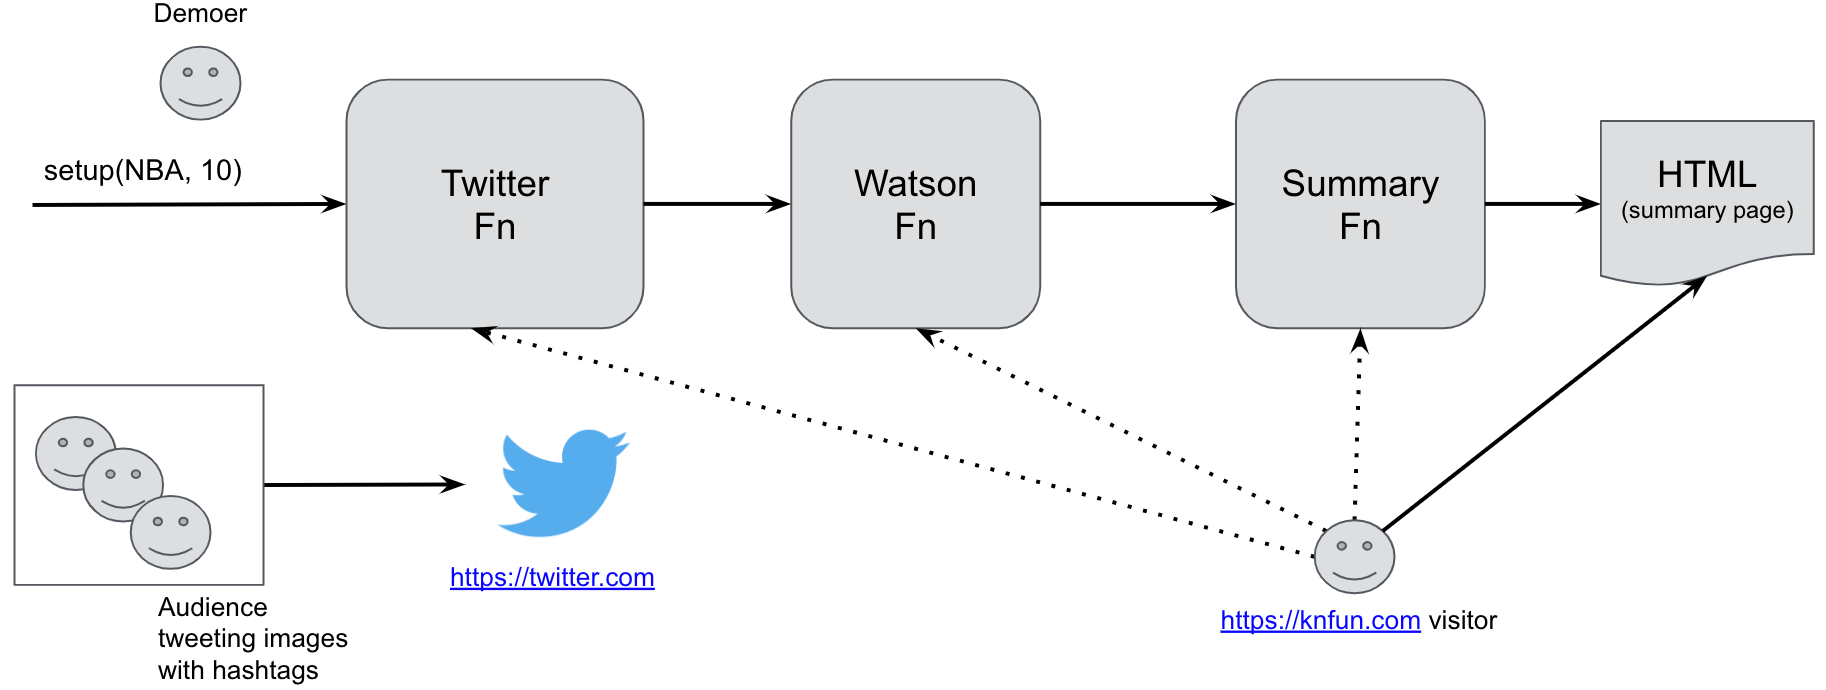 Demoer
setup(NBA, 10)
Twitter
Fn
Watson
Fn
Summary
Fn
HTML
(summary page)
https://twitter.com
Audience
tweeting images
with hashtags
https://knfun.com visitor